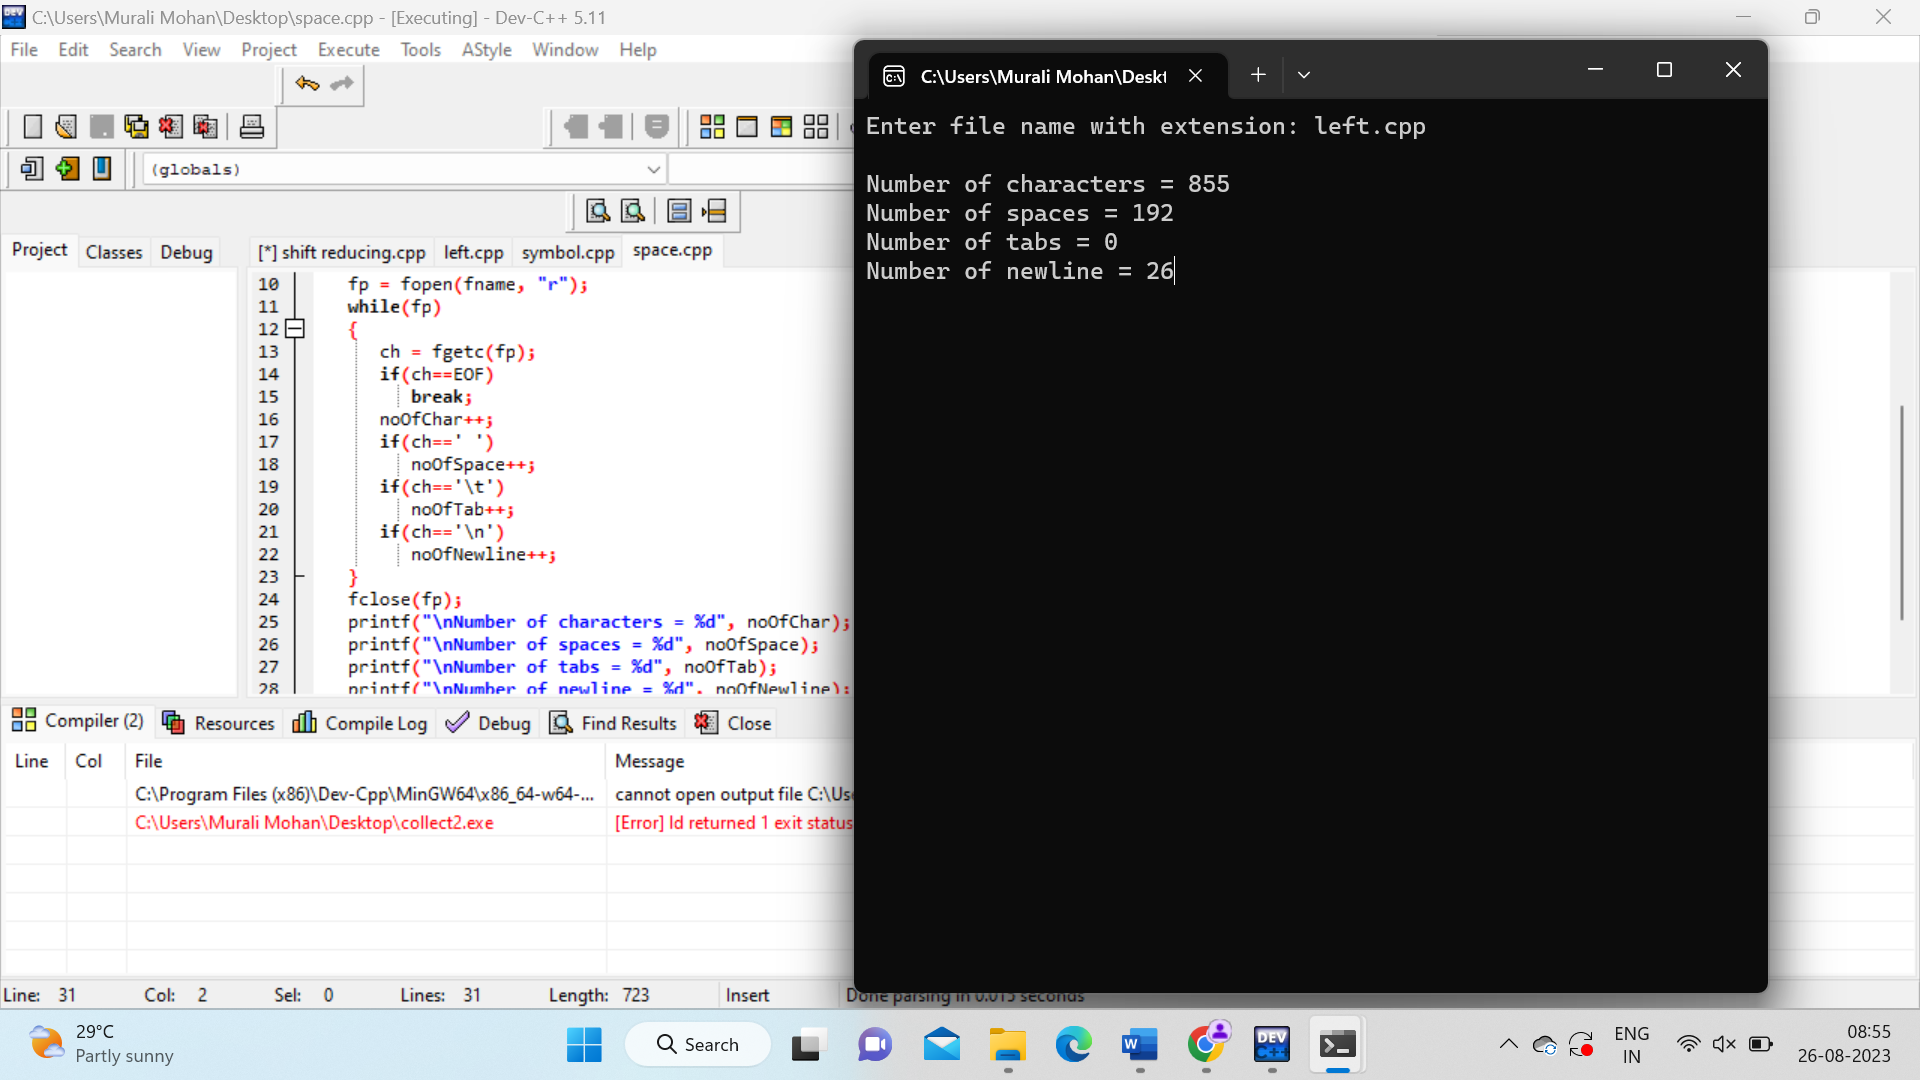 C:\Users\Murali Mohan\Desktop\space.cpp - [Executing] - Dev-C++ 5.11
File Edit Search View Project Execute Tools AStyle Window Help
(globals)
Project Classes Debug
[*] shift reducing.cpp left.cpp symbol.cpp space.cpp
10 fp = fopen(fname, "r");
11 while(fp)
12 {
13 ch = fgetc(fp);
14 if(ch==EOF)
15 break;
16 noOfChar++;
17 if(ch==' ')
18 noOfSpace++;
19 if(ch=='\t')
20 noOfTab++;
21 if(ch=='\n')
22 noOfNewline++;
23 }
24 fclose(fp);
25 printf("\nNumber of characters = %d", noOfChar);
26 printf("\nNumber of spaces = %d", noOfSpace);
27 printf("\nNumber of tabs = %d", noOfTab);
28 printf("\nNumber of newline = %d", noOfNewline);
C:\Users\Murali Mohan\Deskt
Enter file name with extension: left.cpp
Number of characters = 855
Number of spaces = 192
Number of tabs = 0
Number of newline = 26
Compiler (2) Resources Compile Log Debug Find Results Close
Line Col File Message
C:\Program Files (x86)\Dev-Cpp\MinGW64\x86_64-w64-... cannot open output file C:\Us
C:\Users\Murali Mohan\Desktop\collect2.exe [Error] ld returned 1 exit status
Line: 31 Col: 2 Sel: 0 Lines: 31 Length: 723 Insert Done parsing in 0.015 seconds
29°C
Partly sunny
Search
DEV
C++
W
ENG
IN
08:55
26-08-2023